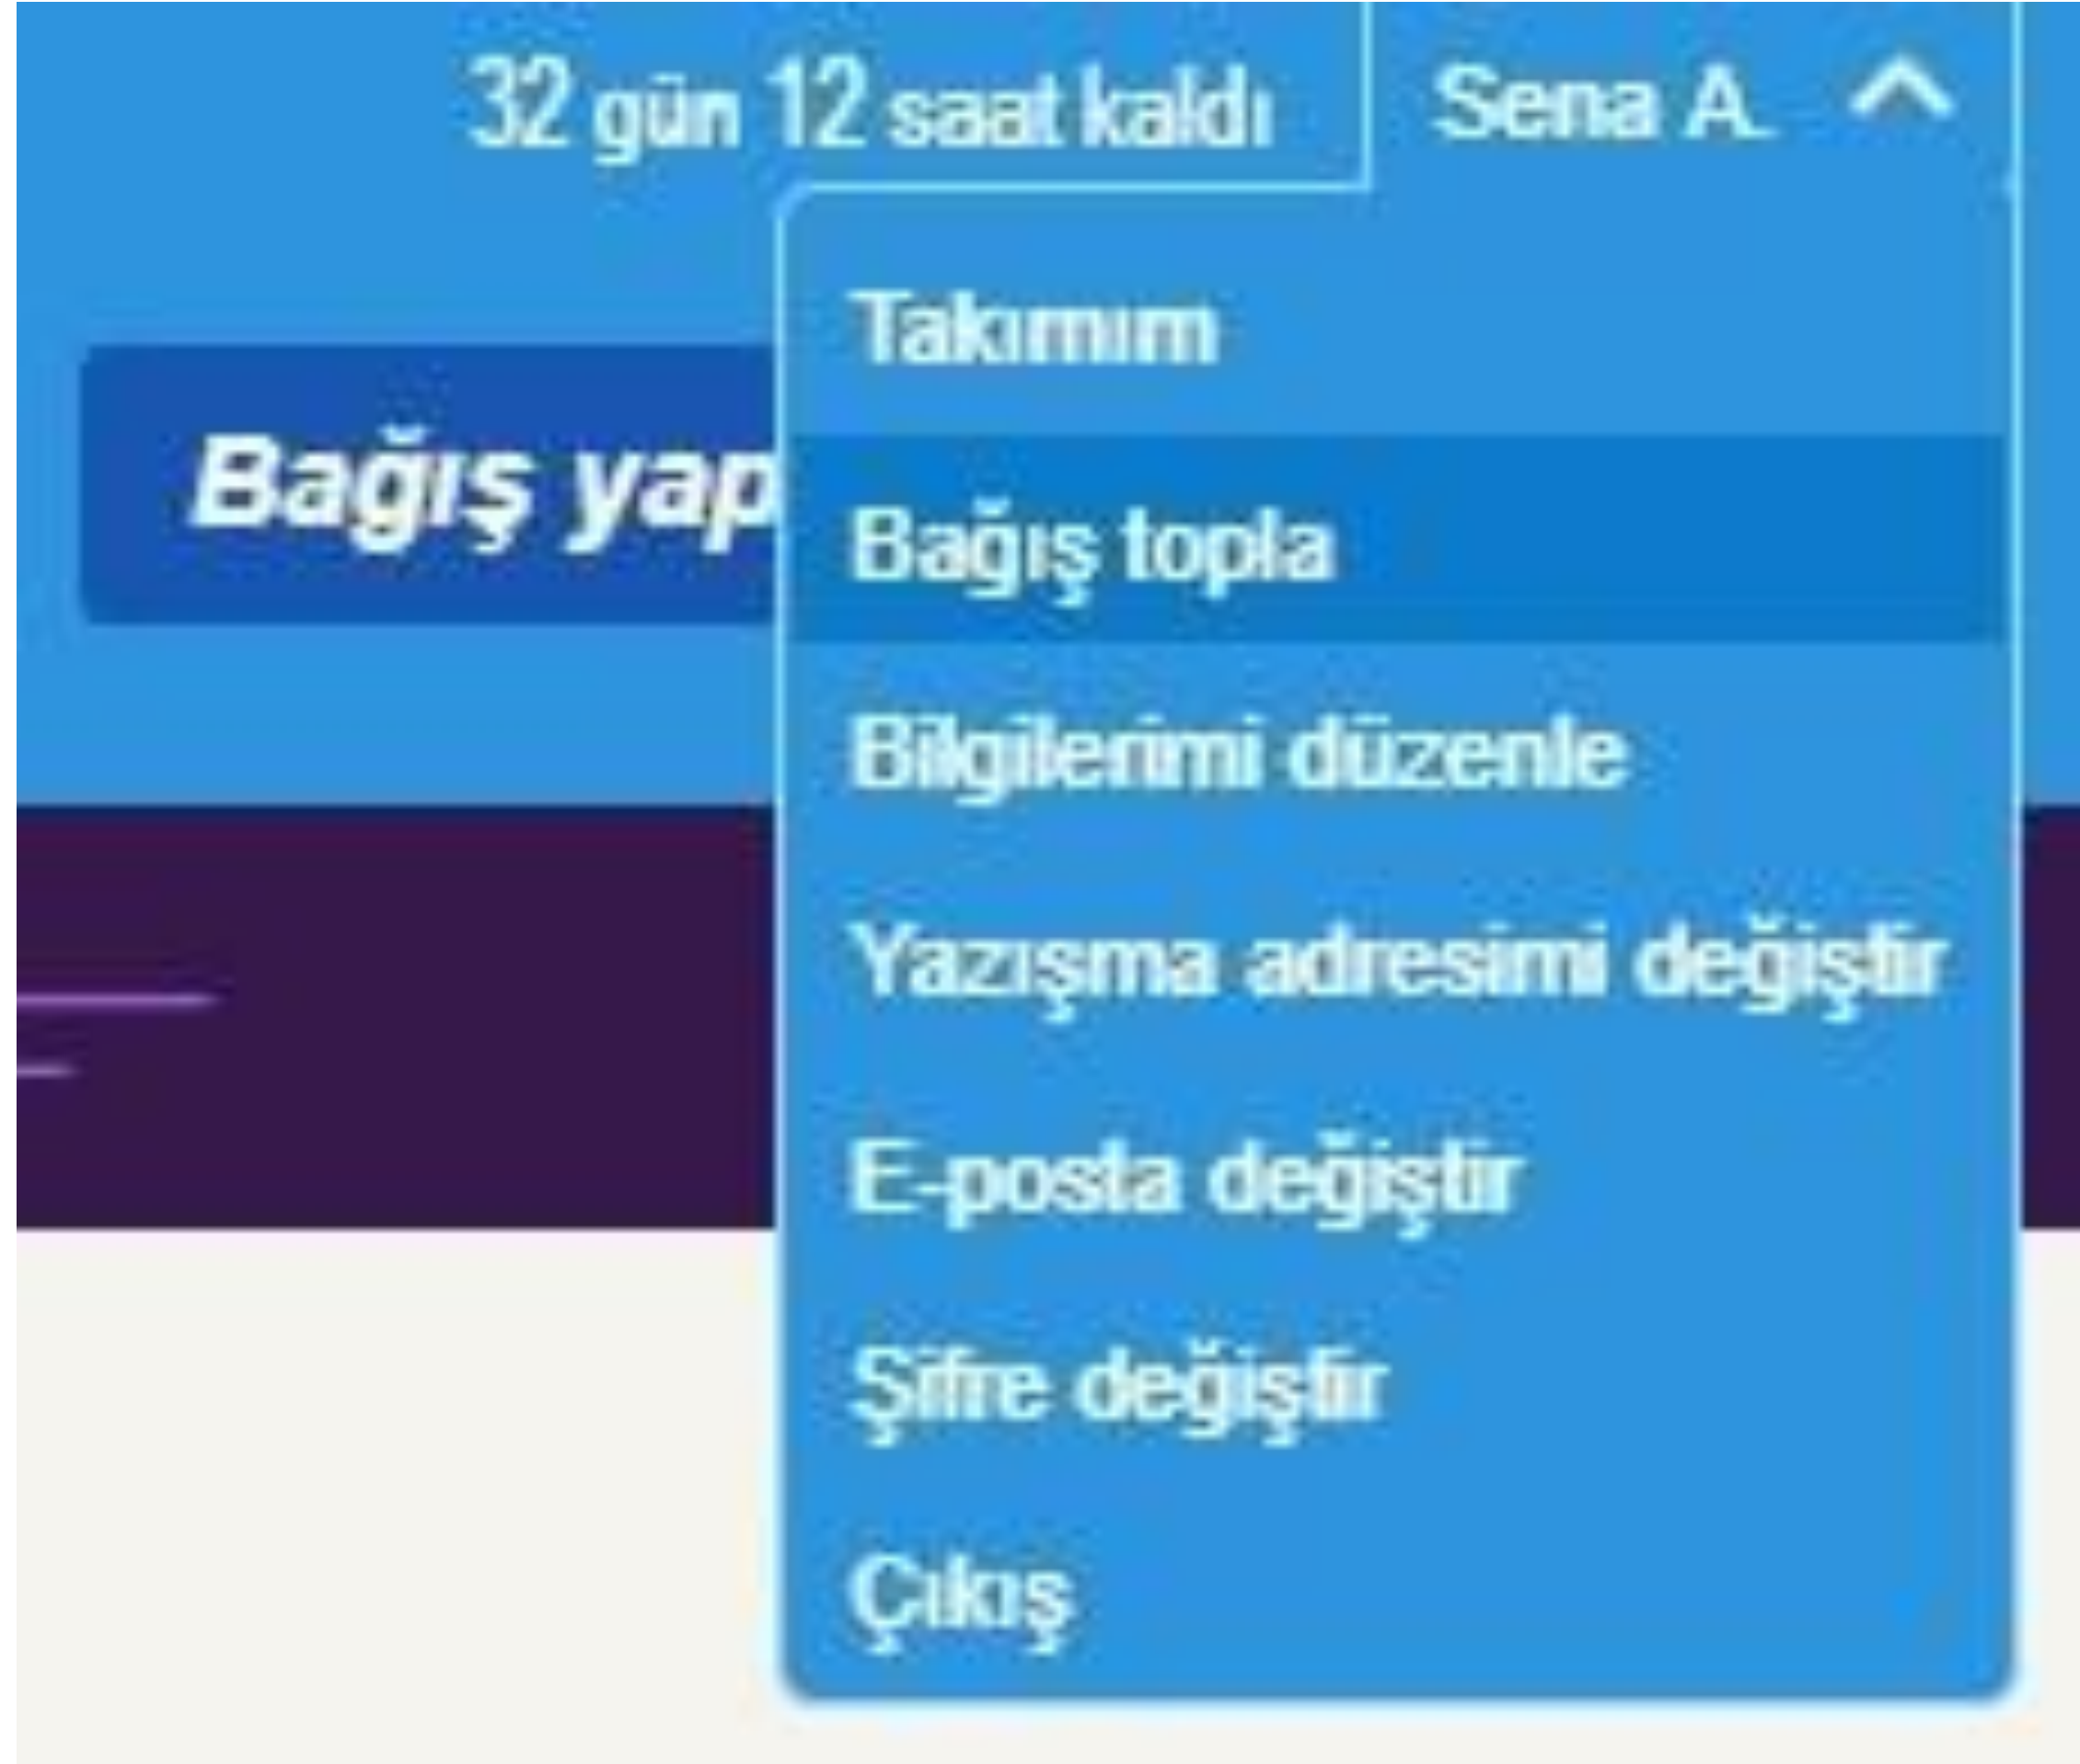 32 gün 12 saat kaldı
Sena A.
Takımım
Bağış yap
Bağış topla
Bilgilerimi düzenle
Yazışma adresimi değiştir
E-posta değiştir
Şifre değiştir
Çıkış